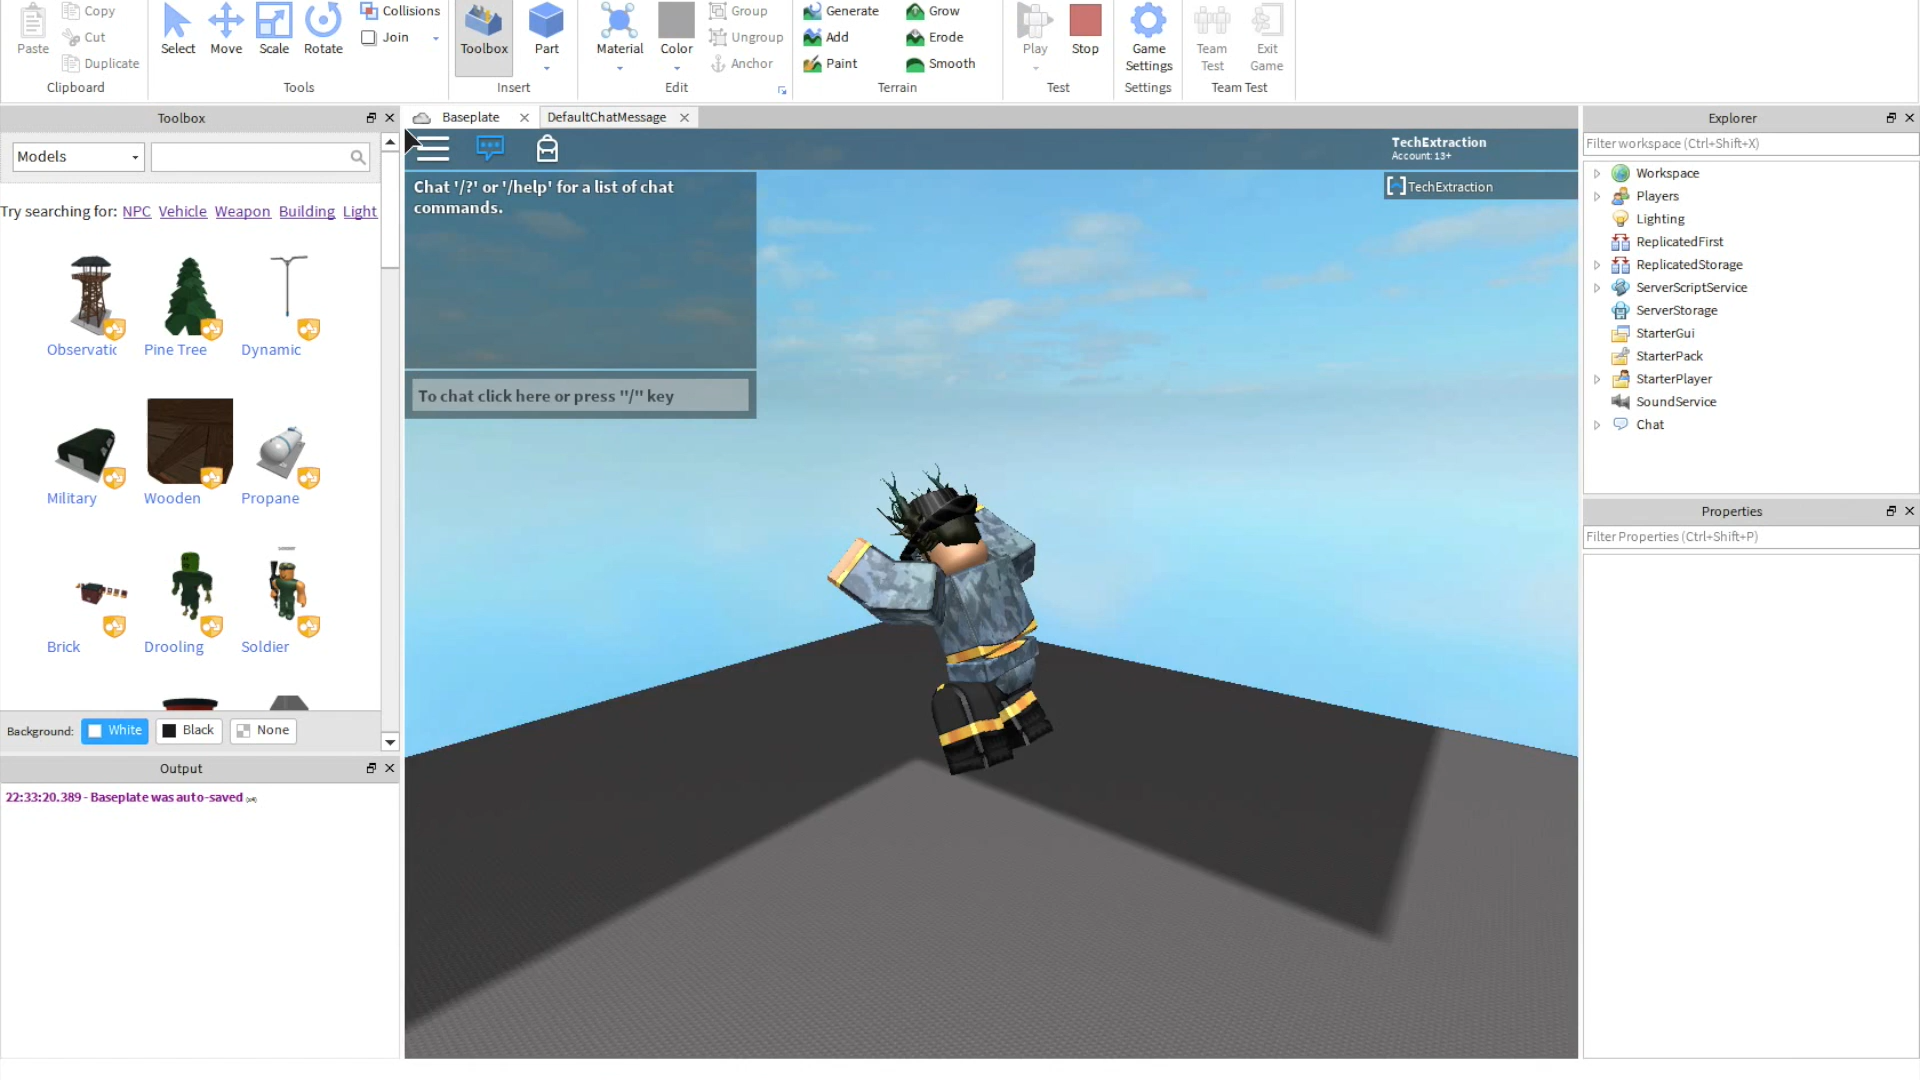 Paste
Copy
Cut
Duplicate
Clipboard
Select
Move
Scale
Rotate
Collisions
Join
Tools
Toolbox
Part
Insert
Material
Color
Group
Ungroup
Anchor
Edit
Generate
Add
Paint
Grow
Erode
Smooth
Terrain
Play
Stop
Test
Game
Settings
Settings
Team
Test
Exit
Game
Team Test
Toolbox
Models
Try searching for: NPC Vehicle Weapon Building Light
Observatic
Pine Tree
Dynamic
Military
Wooden
Propane
Brick
Drooling
Soldier
Background: White Black None
Output
22:33:20.389 - Baseplate was auto-saved (x4)
Baseplate
DefaultChatMessage
Chat '/?' or '/help' for a list of chat
commands.
To chat click here or press "/" key
TechExtraction
Account: 13+
TechExtraction
Explorer
Filter workspace (Ctrl+Shift+X)
Workspace
Players
Lighting
ReplicatedFirst
ReplicatedStorage
ServerScriptService
ServerStorage
StarterGui
StarterPack
StarterPlayer
SoundService
Chat
Properties
Filter Properties (Ctrl+Shift+P)